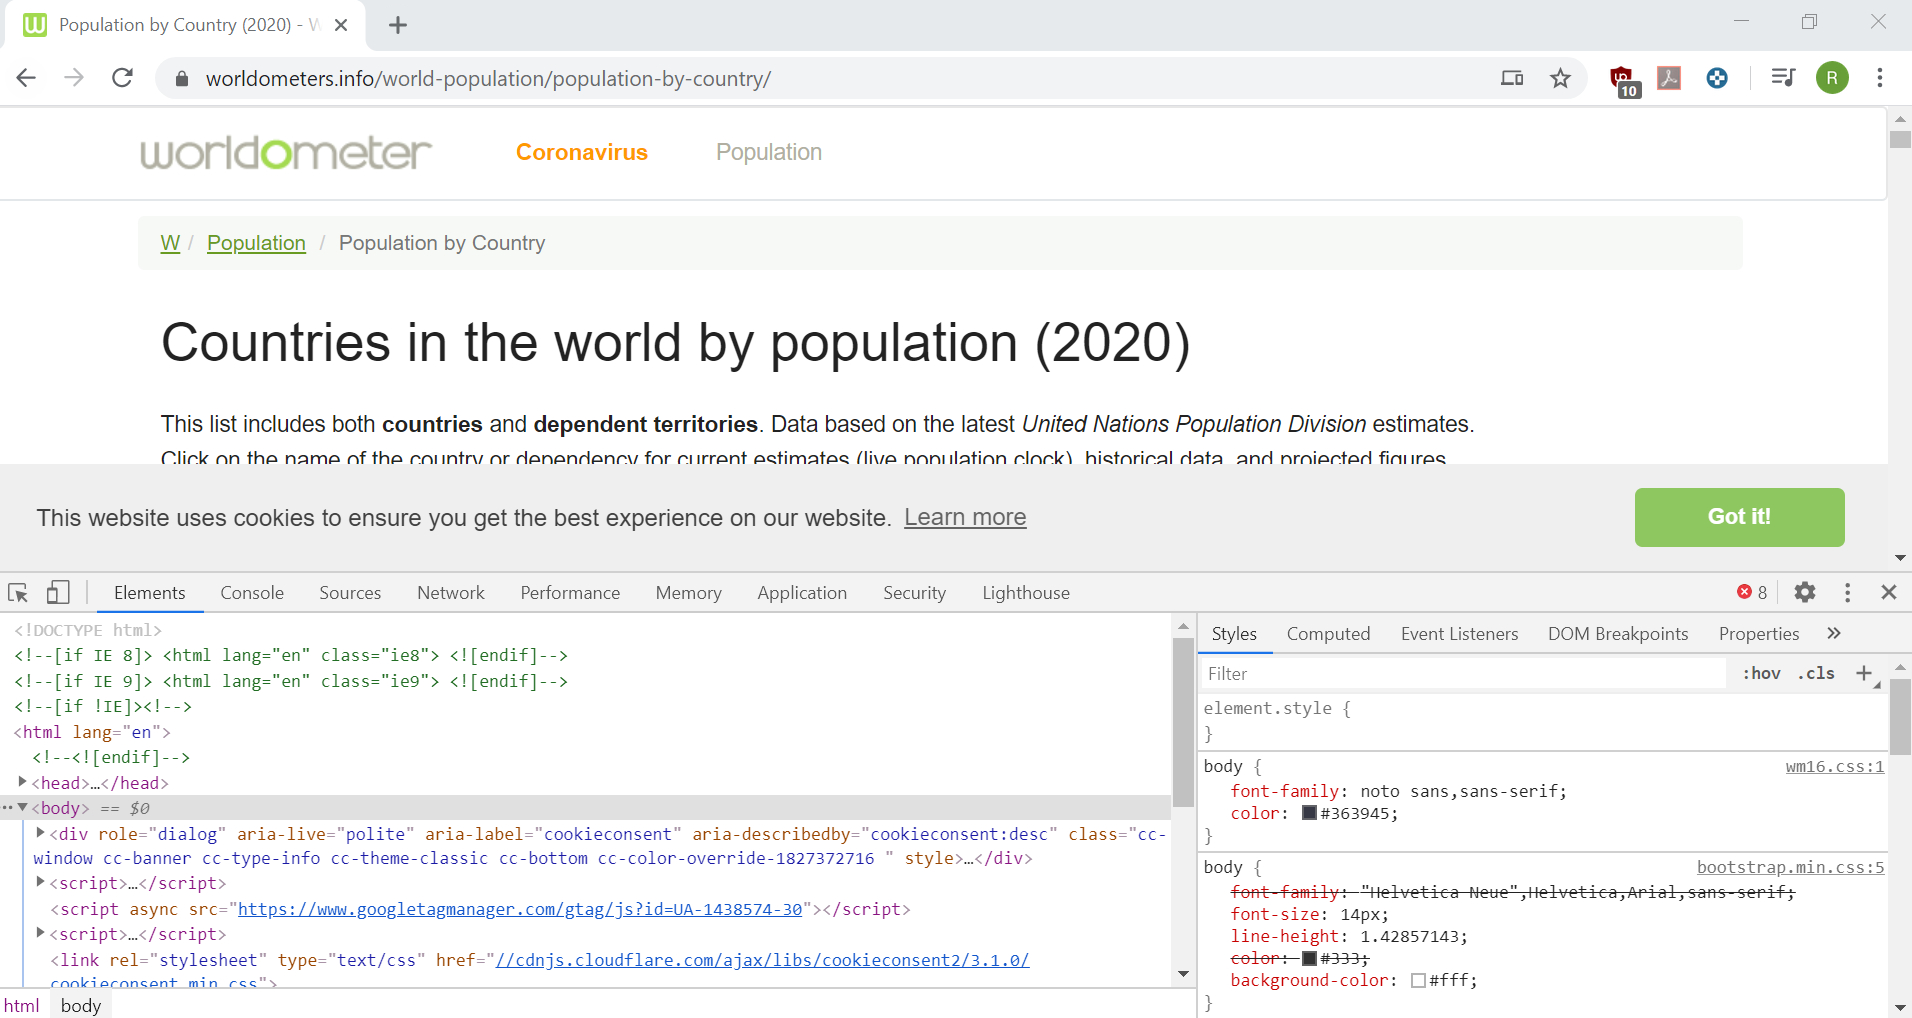 Population by Country (2020) - W
worldometers.info/world-population/population-by-country/
10
R
worldometer
Coronavirus
Population
W / Population / Population by Country
Countries in the world by population (2020)
This list includes both countries and dependent territories. Data based on the latest United Nations Population Division estimates.
Click on the name of the country or dependency for current estimates (live population clock), historical data, and projected figures
This website uses cookies to ensure you get the best experience on our website. Learn more
Got it!
Elements Console Sources Network Performance Memory Application Security Lighthouse
8
<!DOCTYPE html>
<!--[if IE 8]> <html lang="en" class="ie8"> <![endif]-->
<!--[if IE 9]> <html lang="en" class="ie9"> <![endif]-->
<!--[if !IE]><!-->
<html lang="en">
<!--<![endif]-->
<head>…</head>
<body> == $0
<div role="dialog" aria-live="polite" aria-label="cookieconsent" aria-describedby="cookieconsent:desc" class="cc-
window cc-banner cc-type-info cc-theme-classic cc-bottom cc-color-override-1827372716 " style>…</div>
<script>…</script>
<script async src="https://www.googletagmanager.com/gtag/js?id=UA-1438574-30"></script>
<script>…</script>
<link rel="stylesheet" type="text/css" href="//cdnjs.cloudflare.com/ajax/libs/cookieconsent2/3.1.0/
cookieconsent.min.css">
html body
Styles Computed Event Listeners DOM Breakpoints Properties »
Filter
:hov .cls +
element.style {
}
body {
wm16.css:1
font-family: noto sans,sans-serif;
color: #363945;
}
body {
bootstrap.min.css:5
font-family: "Helvetica Neue",Helvetica,Arial,sans-serif;
font-size: 14px;
line-height: 1.42857143;
color: #333;
background-color: #fff;
}